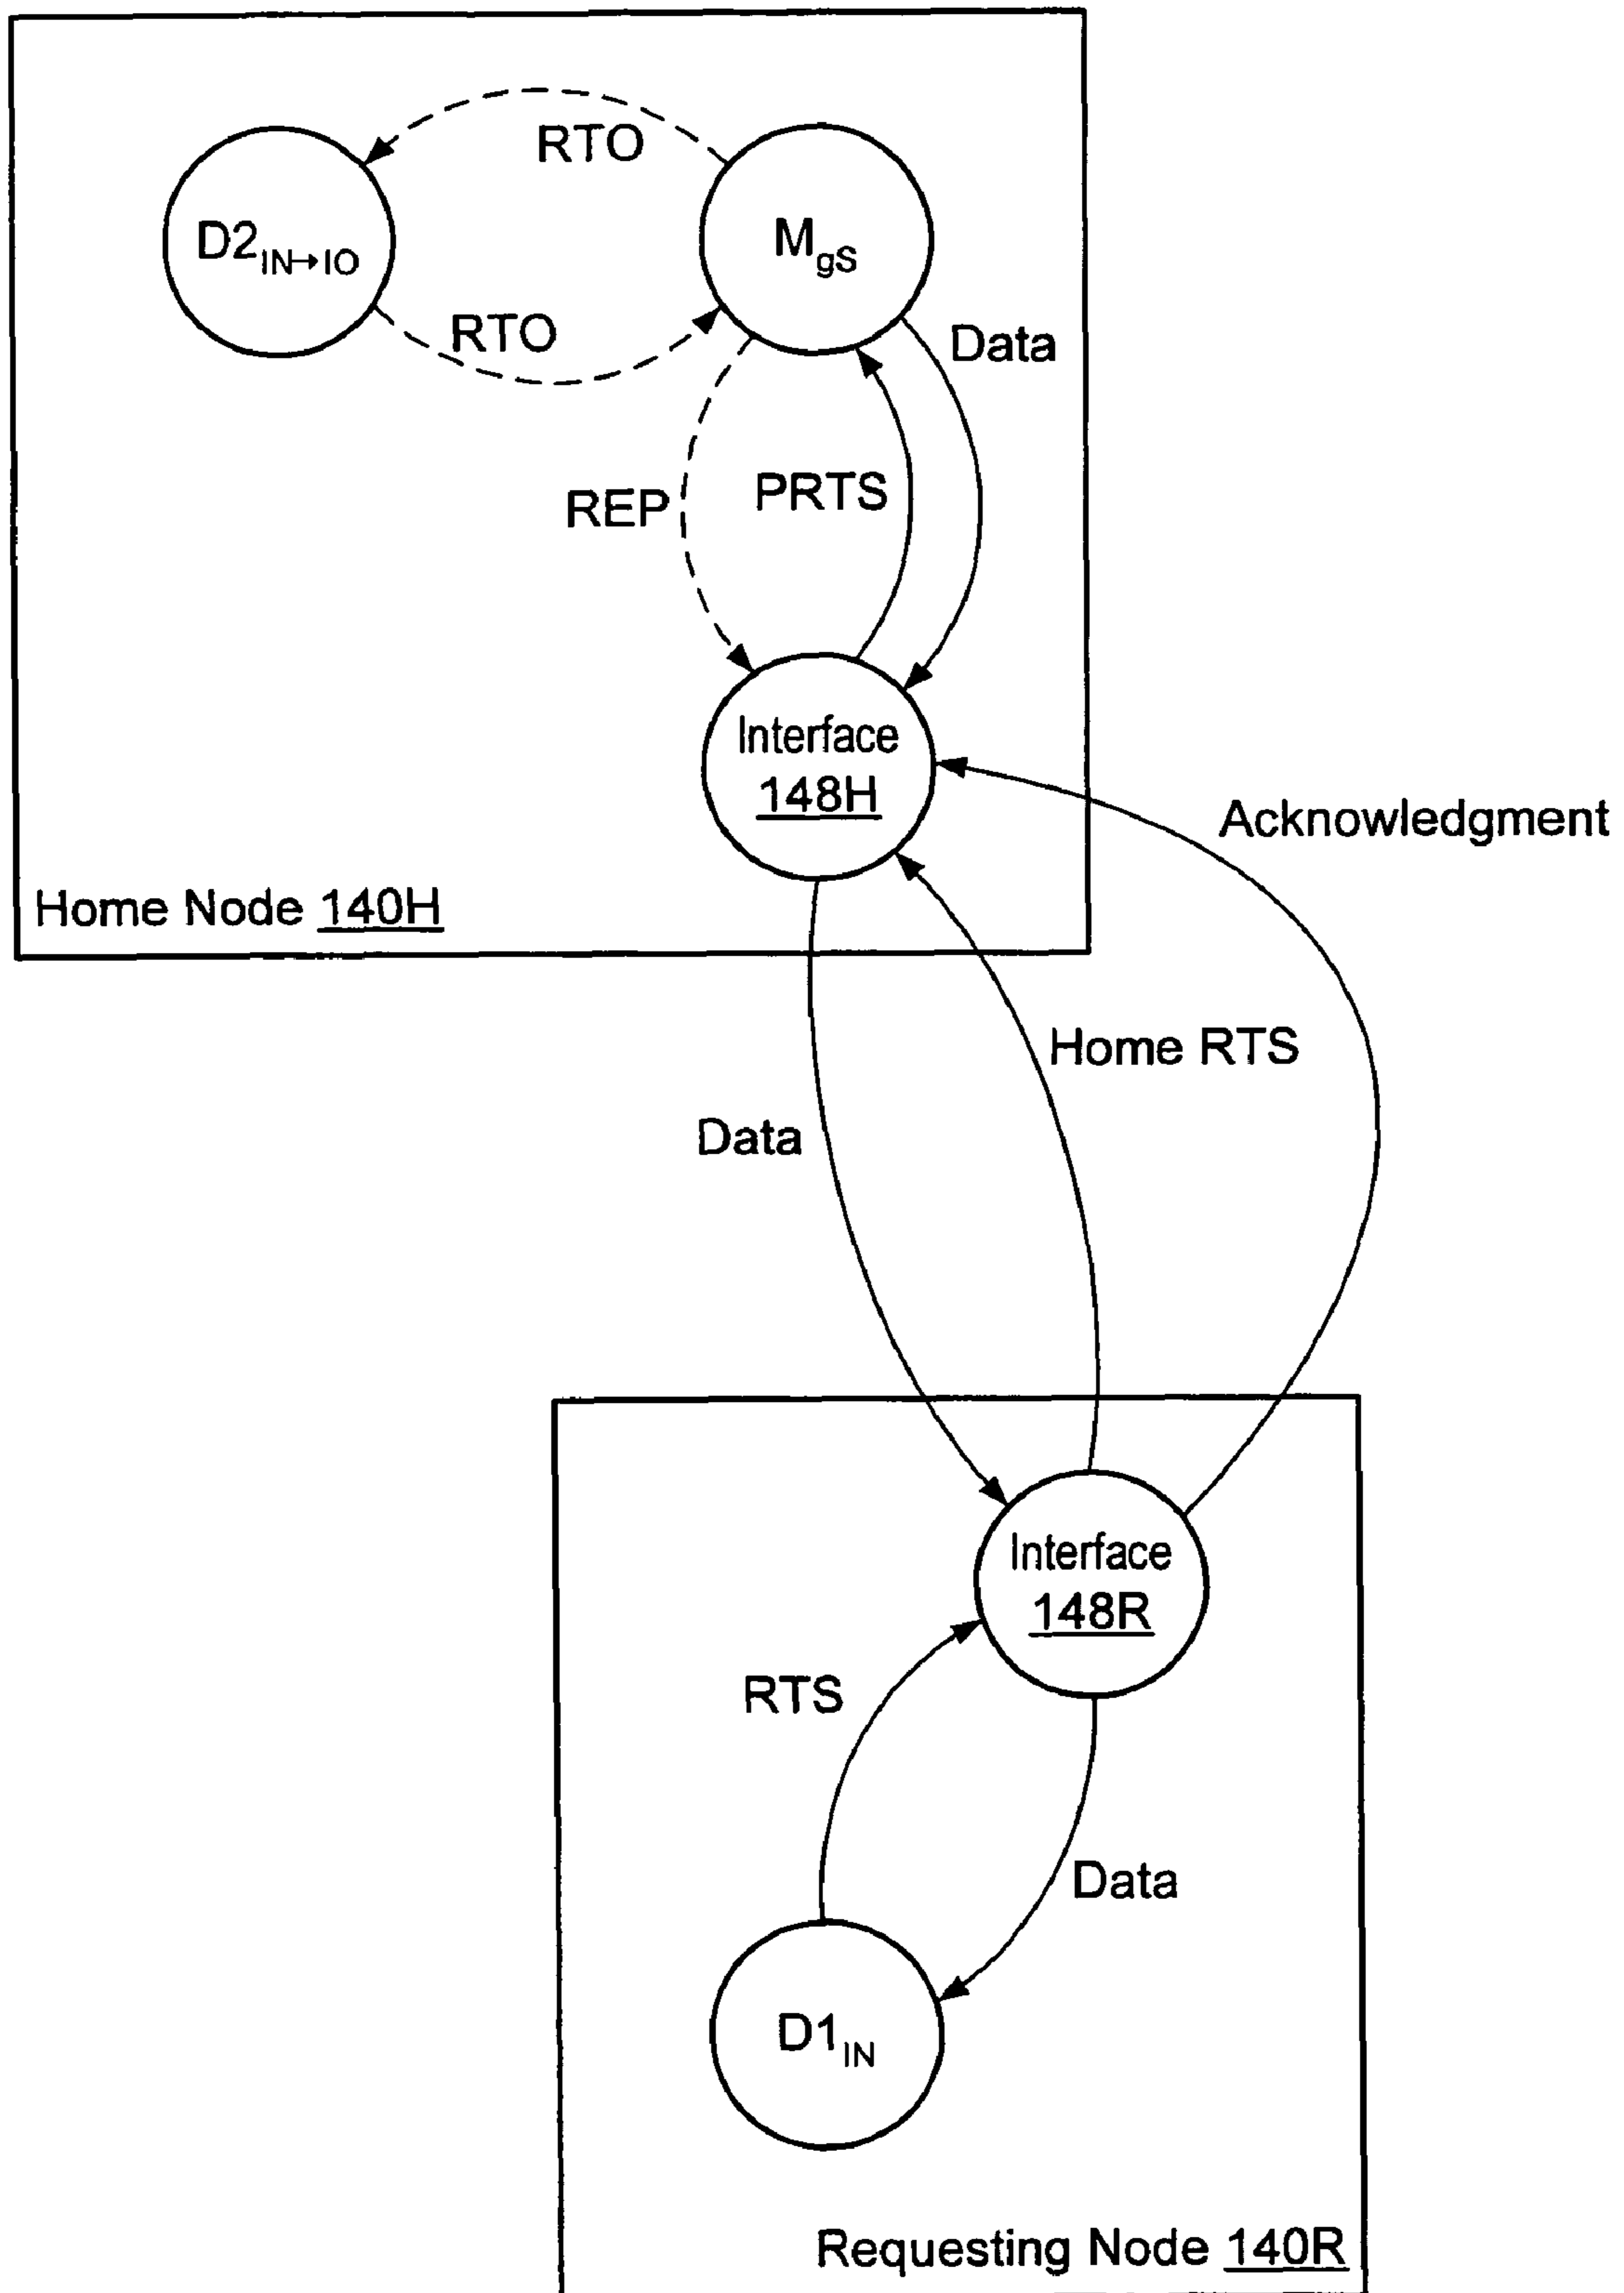 RTO
D2IN→IO
MgS
RTO
Data
REP
PRTS
Interface
148H
Acknowledgment
Home Node 140H
Home RTS
Data
Interface
148R
RTS
Data
D1IN
Requesting Node 140R